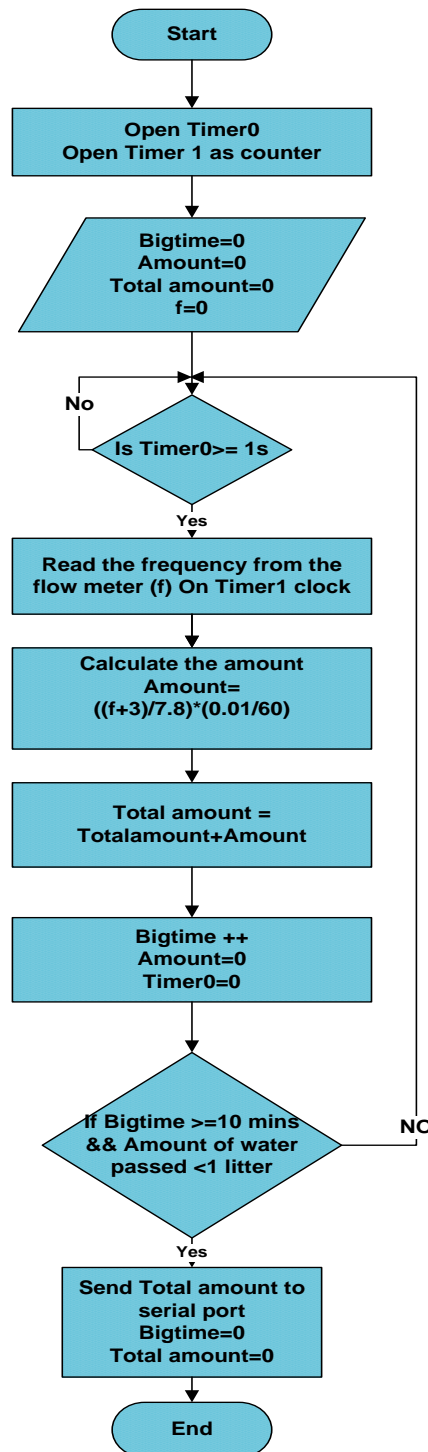 Start
Open Timer0
Open Timer 1 as counter
Bigtime=0
Amount=0
Total amount=0
f=0
No
Is Timer0>= 1s
Yes
Read the frequency from the
flow meter (f) On Timer1 clock
Calculate the amount
Amount=
((f+3)/7.8)*(0.01/60)
Total amount =
Totalamount+Amount
Bigtime ++
Amount=0
Timer0=0
If Bigtime >=10 mins
&& Amount of water
passed <1 litter
NO
Yes
Send Total amount to
serial port
Bigtime=0
Total amount=0
End